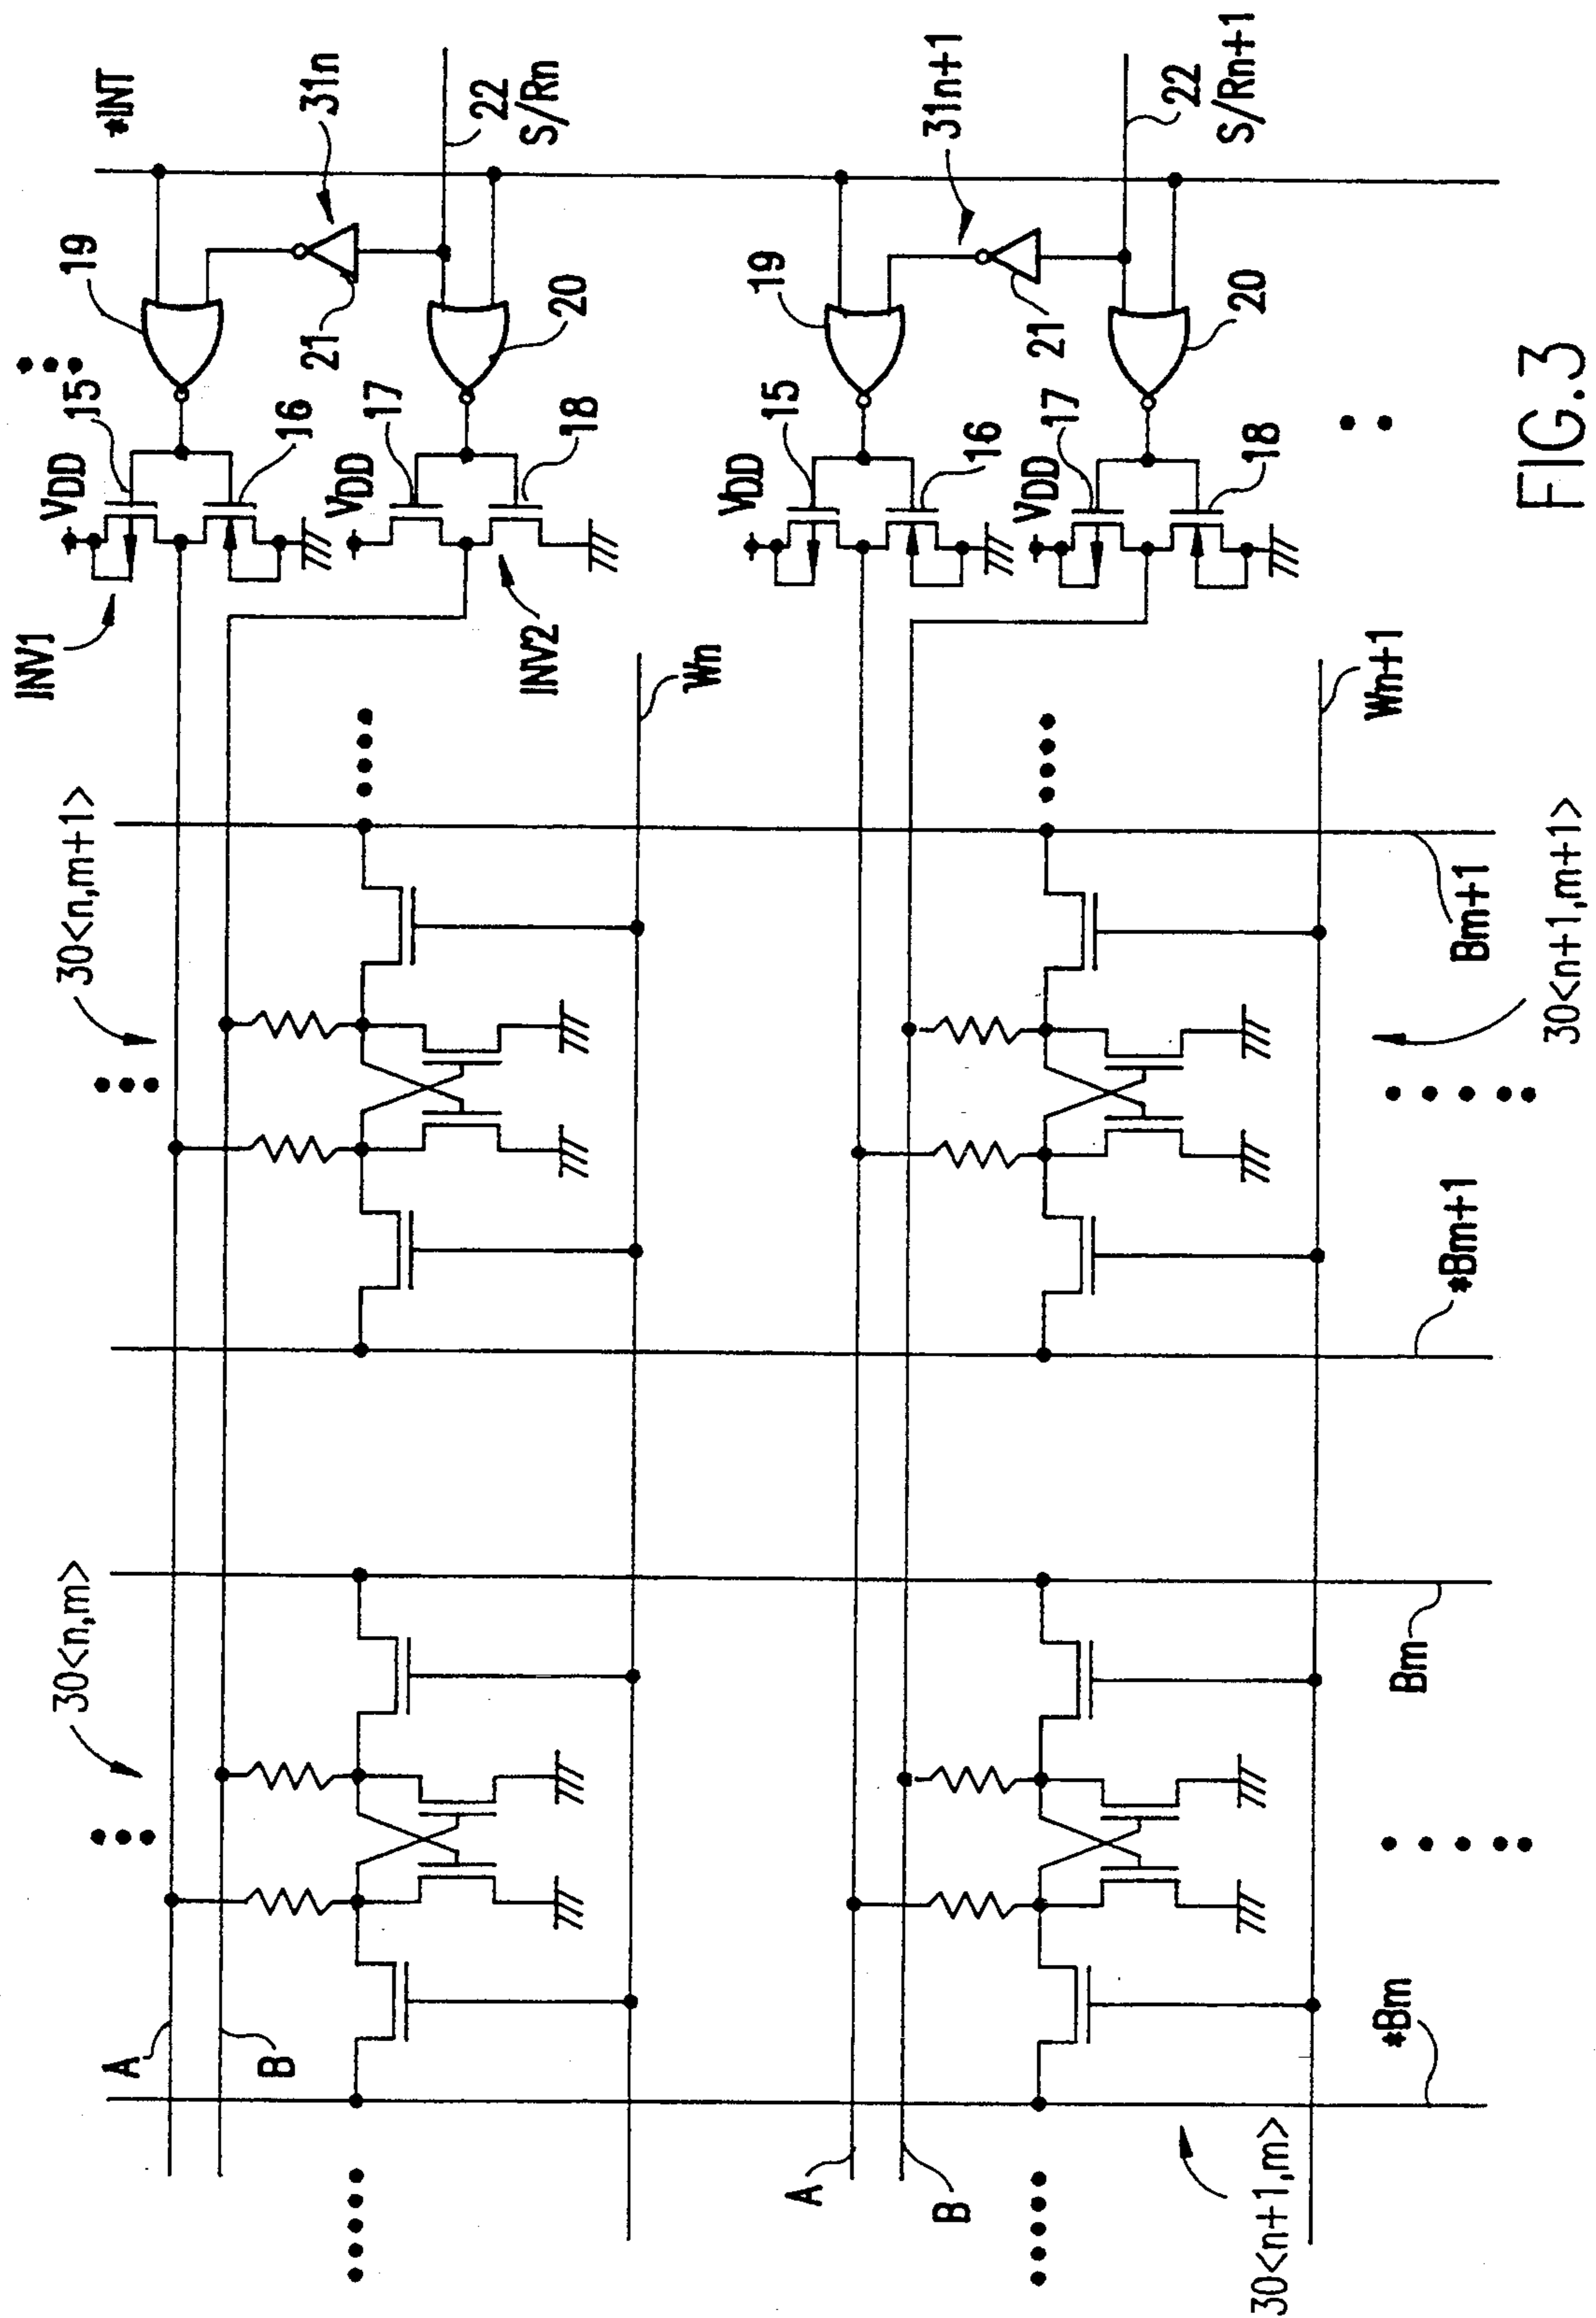 *INT
19
31n
22
S/Rn
21
20
VDD
15
16
INV1
VDD
17
18
INV2
Wn
30<n,m+1>
30<n,m>
A
B
19
31n+1
22
S/Rn+1
21
20
VDD
15
16
VDD
17
18
Wn+1
Bm+1
30<n+1,m+1>
*Bm+1
Bm
*Bm
30<n+1,m>
A
B
FIG.3